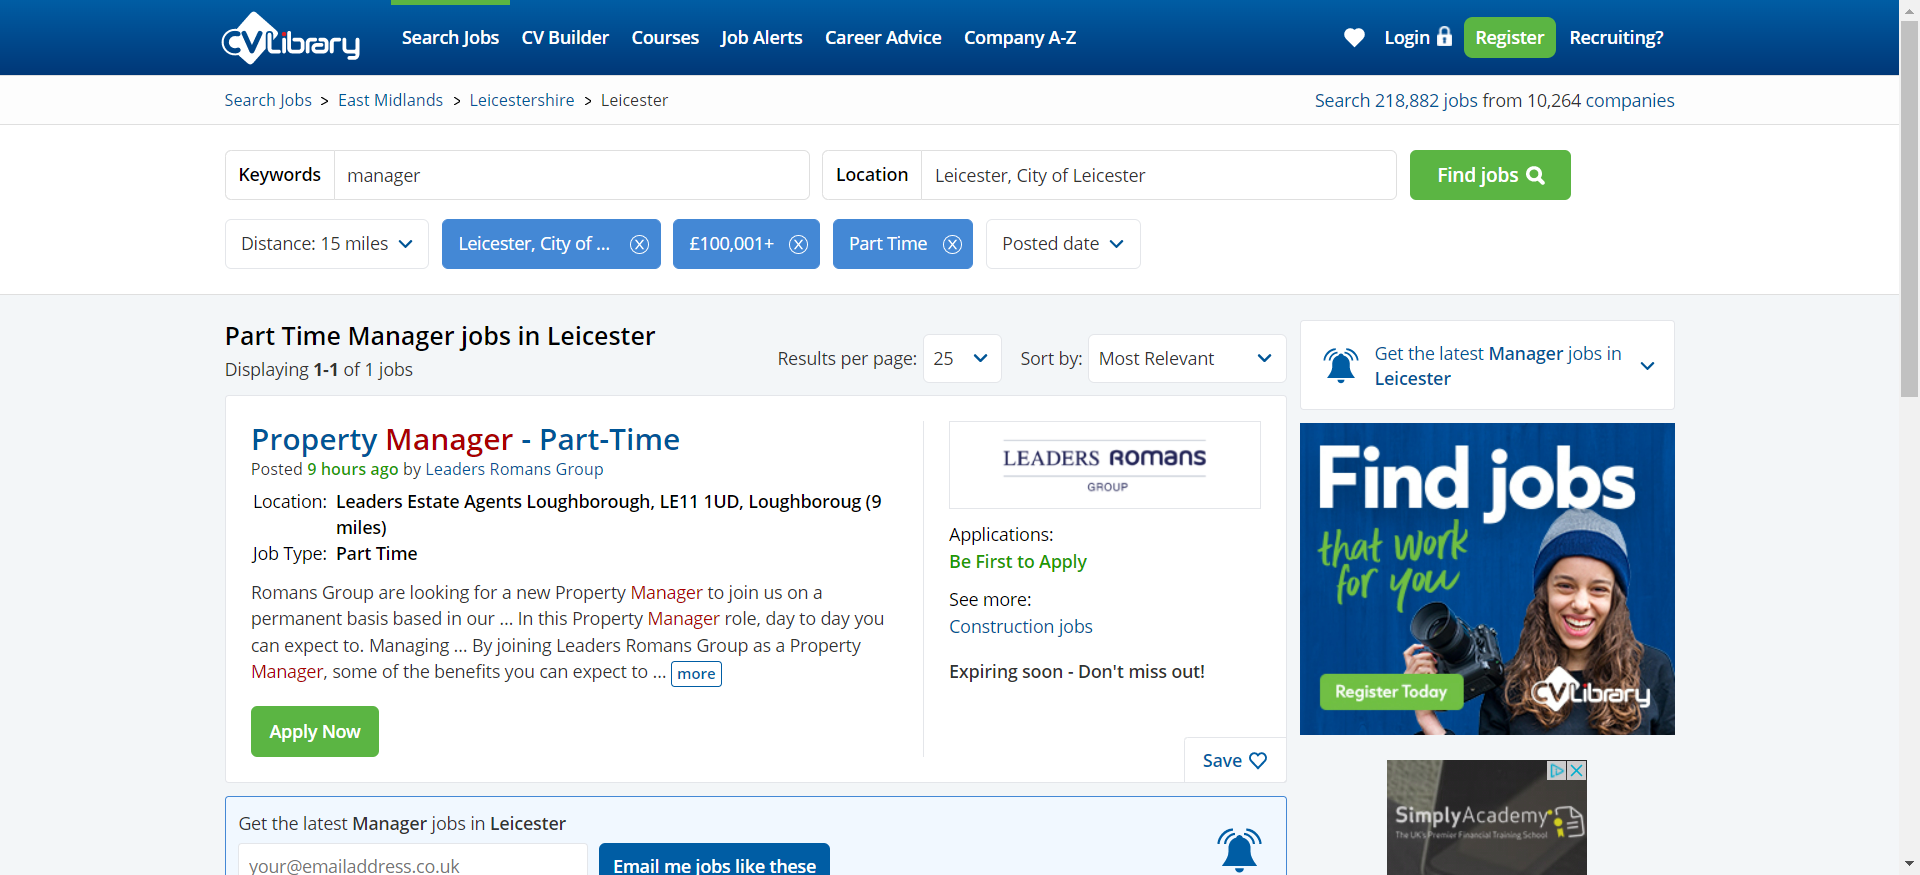 CVLibrary
Search Jobs
CV Builder
Courses
Job Alerts
Career Advice
Company A-Z
Login
Register
Recruiting?
Search Jobs > East Midlands > Leicestershire > Leicester
Search 218,882 jobs from 10,264 companies
Keywords
manager
Location
Leicester, City of Leicester
Find jobs
Distance: 15 miles
Leicester, City of ...
£100,001+
Part Time
Posted date
Part Time Manager jobs in Leicester
Displaying 1-1 of 1 jobs
Results per page: 25
Sort by: Most Relevant
Property Manager - Part-Time
Posted 9 hours ago by Leaders Romans Group
Location: Leaders Estate Agents Loughborough, LE11 1UD, Loughboroug (9
miles)
Job Type: Part Time
Romans Group are looking for a new Property Manager to join us on a
permanent basis based in our ... In this Property Manager role, day to day you
can expect to. Managing ... By joining Leaders Romans Group as a Property
Manager, some of the benefits you can expect to ... more
Apply Now
LEADERS ROMANS
GROUP
Applications:
Be First to Apply
See more:
Construction jobs
Expiring soon - Don't miss out!
Save
Get the latest Manager jobs in Leicester
your@emailaddress.co.uk
Email me jobs like these
Get the latest Manager jobs in
Leicester
Find jobs
that work
for you
Register Today
CVLibrary
SimplyAcademy
The UK's Premier Financial Training School